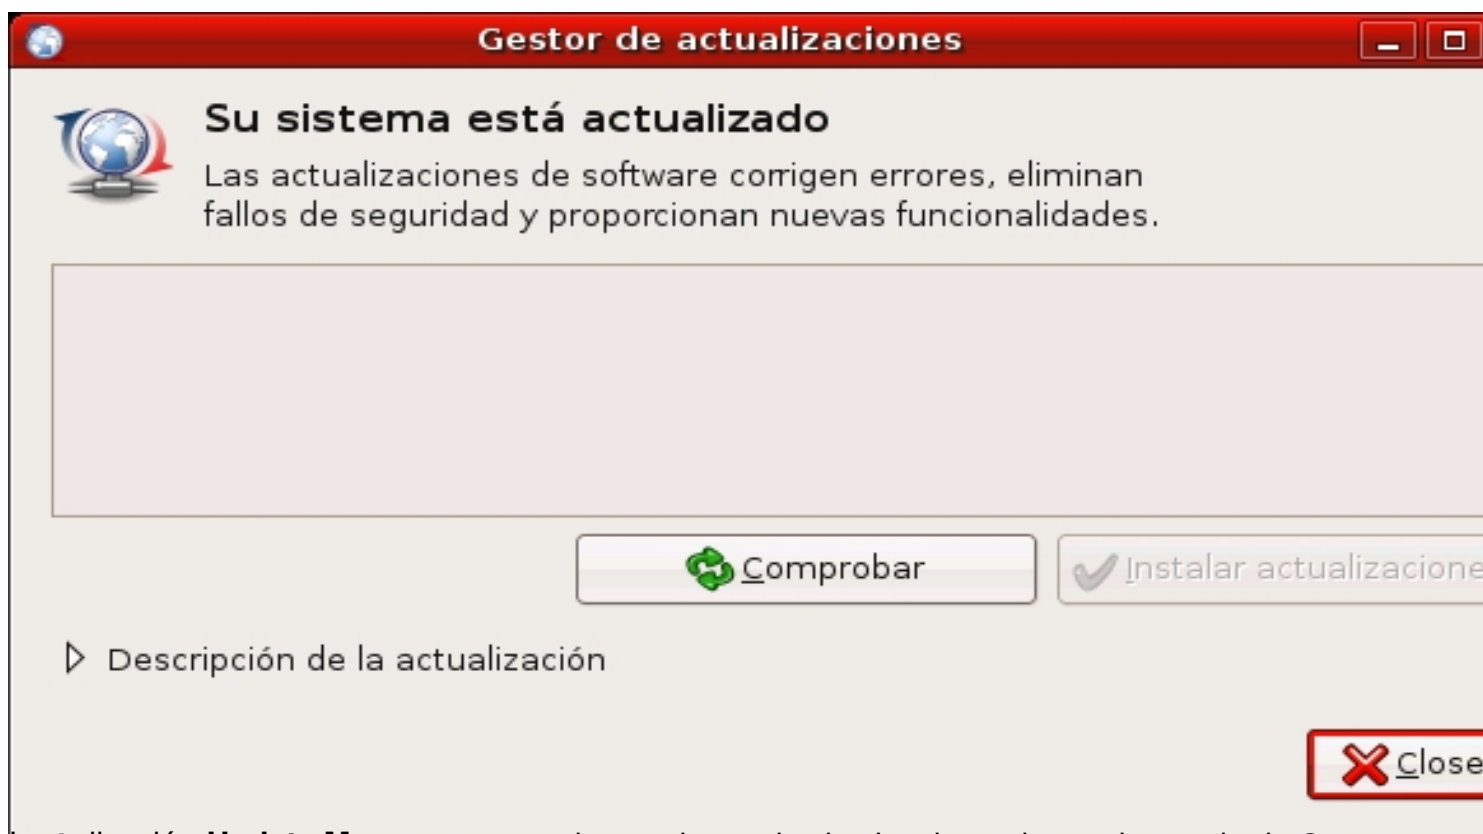 Gestor de actualizaciones
Su sistema está actualizado
Las actualizaciones de software corrigen errores, eliminan
fallos de seguridad y proporcionan nuevas funcionalidades.
Comprobar
Instalar actualizacione
Descripción de la actualización
Close